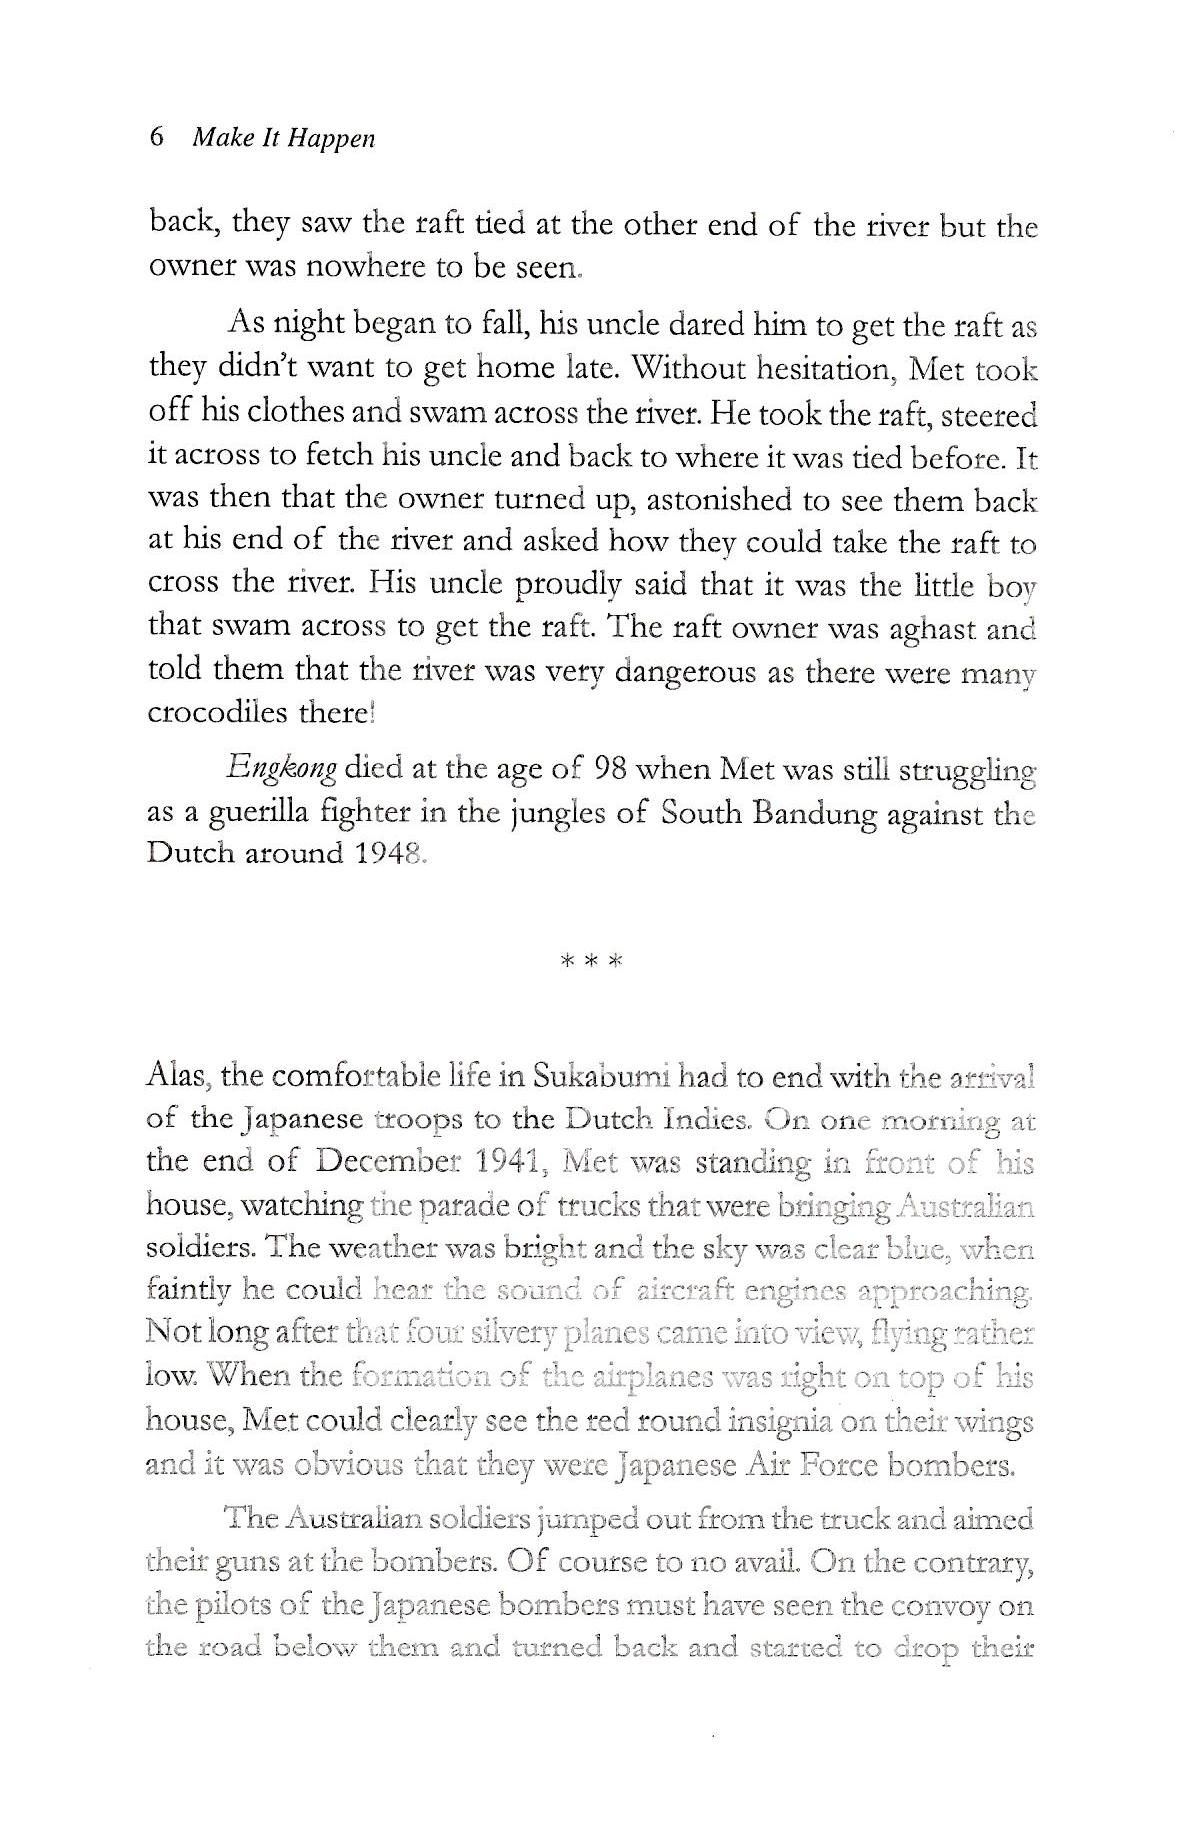 6 Make It Happen
back, they saw the raft tied at the other end of the river but the
owner was nowhere to be seen.
As night began to fall, his uncle dared him to get the raft as
they didn't want to get home late. Without hesitation, Met took
off his clothes and swam across the river. He took the raft, steered
it across to fetch his uncle and back to where it was tied before. It
was then that the owner turned up, astonished to see them back
at his end of the river and asked how they could take the raft to
cross the river. His uncle proudly said that it was the little boy
that swam across to get the raft. The raft owner was aghast and
told them that the river was very dangerous as there were many
crocodiles there!
Engkong died at the age of 98 when Met was still struggling
as a guerilla fighter in the jungles of South Bandung against the
Dutch around 1948.
* * *
Alas, the comfortable life in Sukabumi had to end with the arrival
of the Japanese troops to the Dutch Indies. On one morning at
the end of December 1941, Met was standing in front of his
house, watching the parade of trucks that were bringing Australian
soldiers. The weather was bright and the sky was clear blue, when
faintly he could hear the sound of aircraft engines approaching.
Not long after that four silvery planes came into view, flying rather
low. When the formation of the airplanes was right on top of his
house, Met could clearly see the red round insignia on their wings
and it was obvious that they were Japanese Air Force bombers.
The Australian soldiers jumped out from the truck and aimed
their guns at the bombers. Of course to no avail. On the contrary,
the pilots of the Japanese bombers must have seen the convoy on
the road below them and turned back and started to drop their